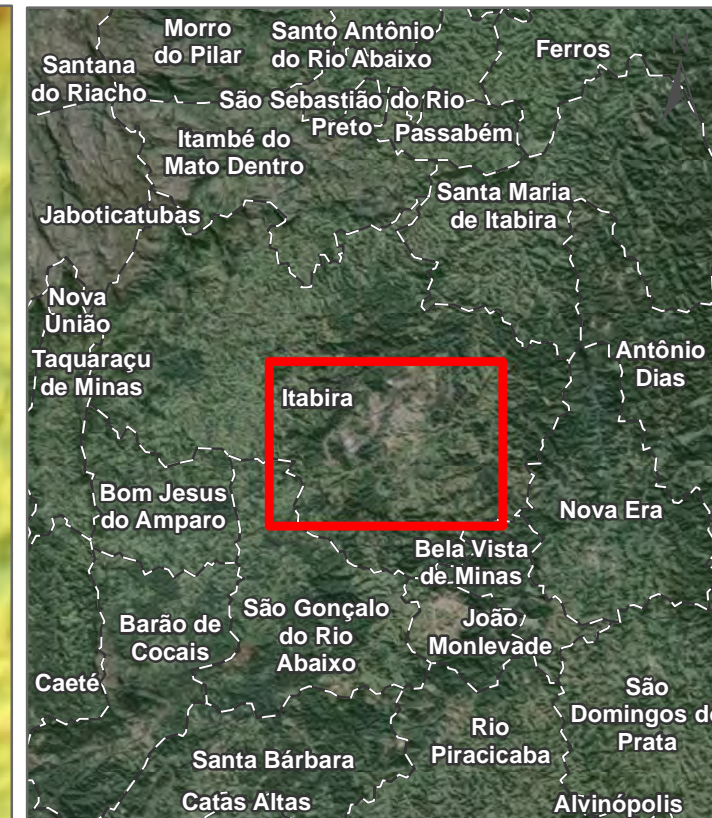 Morro
do Pilar
Santo Antônio
do Rio Abaixo
Ferros
Santana
do Riacho
São Sebastião do Rio
Preto
Passabém
Itambé do
Mato Dentro
Santa Maria
de Itabira
Jaboticatubas
Nova
União
Taquaraçu
de Minas
Antônio
Dias
Itabira
Bom Jesus
do Amparo
Nova Era
Bela Vista
de Minas
São Gonçalo
do Rio
Abaixo
João
Monlevade
Barão de
Cocais
Caeté
São
Domingos do
Prata
Rio
Piracicaba
Santa Bárbara
Catas Altas
Alvinópolis